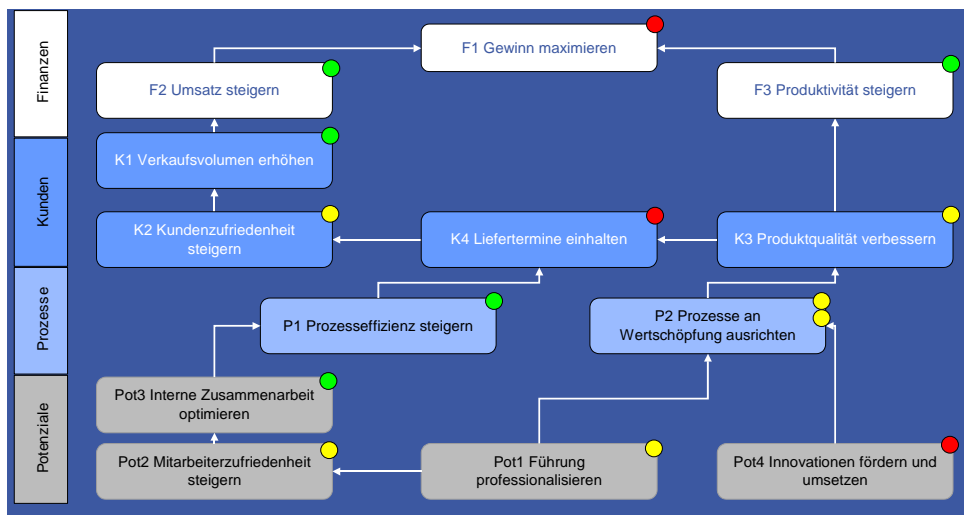 Finanzen
F1 Gewinn maximieren
F2 Umsatz steigern
F3 Produktivität steigern
Kunden
K1 Verkaufsvolumen erhöhen
K2 Kundenzufriedenheit
steigern
K4 Liefertermine einhalten
K3 Produktqualität verbessern
Prozesse
P1 Prozesseffizienz steigern
P2 Prozesse an
Wertschöpfung ausrichten
Potenziale
Pot3 Interne Zusammenarbeit
optimieren
Pot2 Mitarbeiterzufriedenheit
steigern
Pot1 Führung
professionalisieren
Pot4 Innovationen fördern und
umsetzen